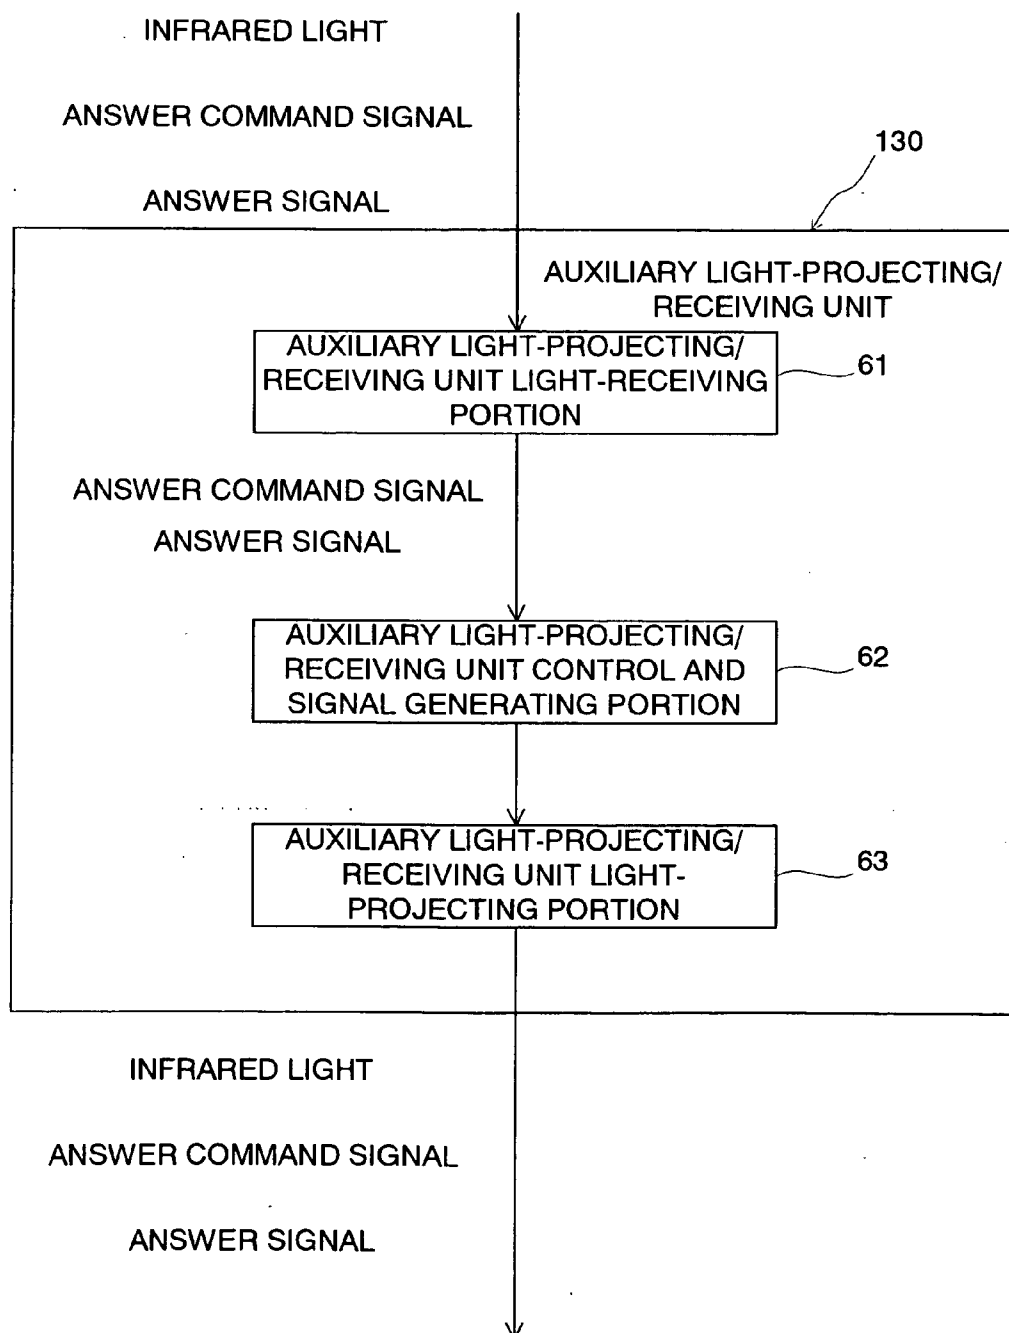 INFRARED LIGHT
ANSWER COMMAND SIGNAL
130
ANSWER SIGNAL
AUXILIARY LIGHT-PROJECTING/
RECEIVING UNIT
AUXILIARY LIGHT-PROJECTING/
RECEIVING UNIT LIGHT-RECEIVING
PORTION
61
ANSWER COMMAND SIGNAL
ANSWER SIGNAL
AUXILIARY LIGHT-PROJECTING/
RECEIVING UNIT CONTROL AND
SIGNAL GENERATING PORTION
62
AUXILIARY LIGHT-PROJECTING/
RECEIVING UNIT LIGHT-
PROJECTING PORTION
63
INFRARED LIGHT
ANSWER COMMAND SIGNAL
ANSWER SIGNAL